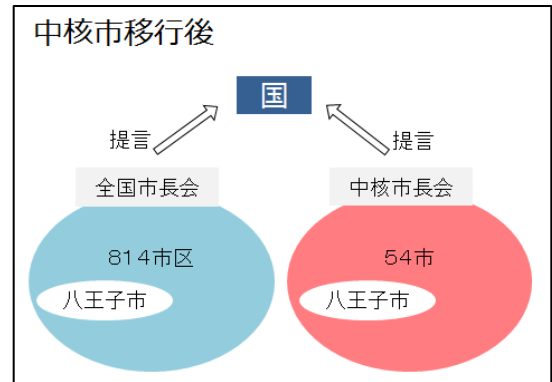 中核市移行後
国
提言
提言
全国市長会
中核市長会
814市区
54市
八王子市
八王子市